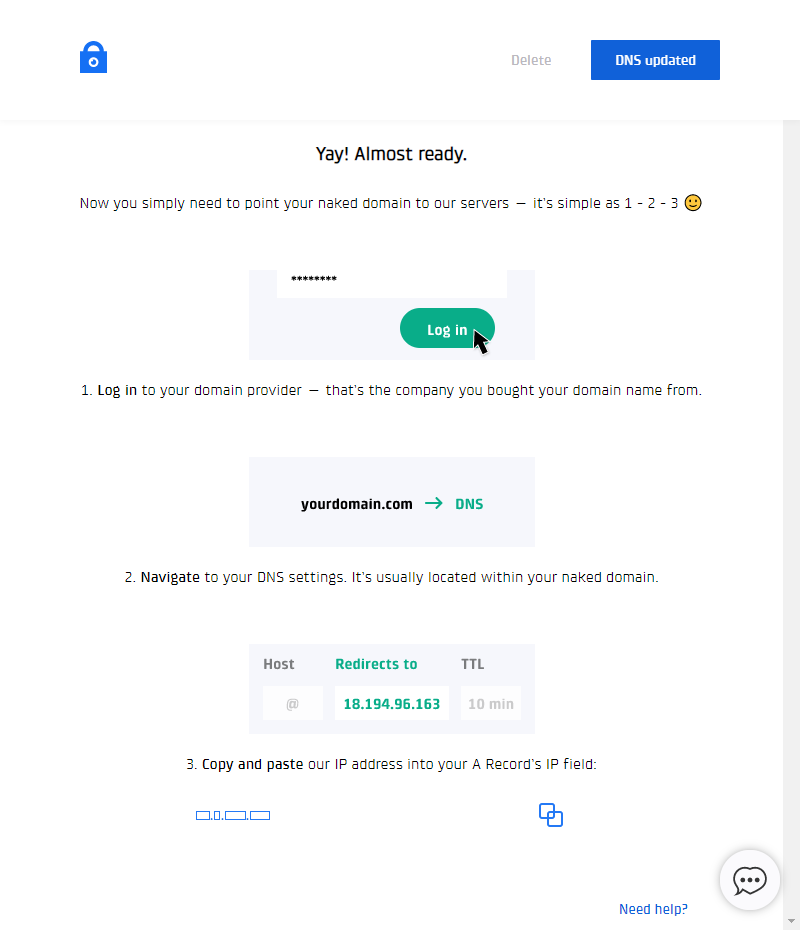 Delete
DNS updated
Yay! Almost ready.
Now you simply need to point your naked domain to our servers — it's simple as 1 - 2 - 3 🙂
********
Log in
1. Log in to your domain provider — that's the company you bought your domain name from.
yourdomain.com → DNS
2. Navigate to your DNS settings. It's usually located within your naked domain.
Host Redirects to TTL
@ 18.194.96.163 10 min
3. Copy and paste our IP address into your A Record's IP field:
Need help?